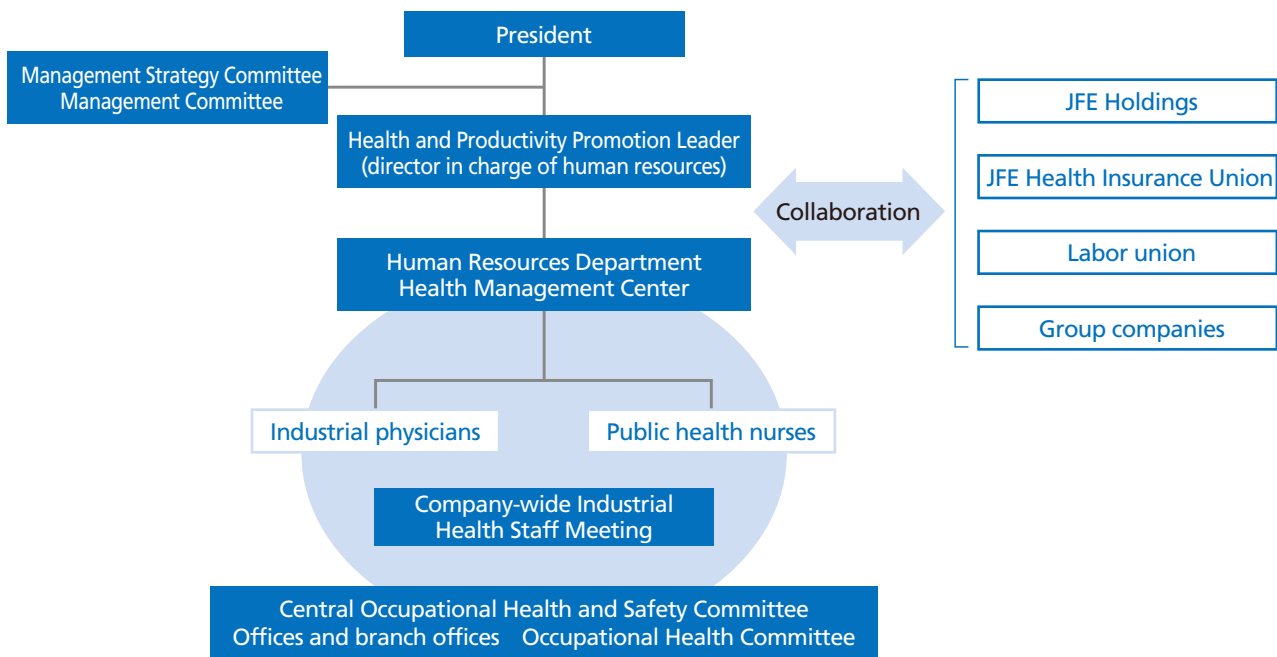 President
Management Strategy Committee
Management Committee
Health and Productivity Promotion Leader
(director in charge of human resources)
Human Resources Department
Health Management Center
Industrial physicians
Public health nurses
Company-wide Industrial
Health Staff Meeting
Central Occupational Health and Safety Committee
Offices and branch offices Occupational Health Committee
Collaboration
JFE Holdings
JFE Health Insurance Union
Labor union
Group companies